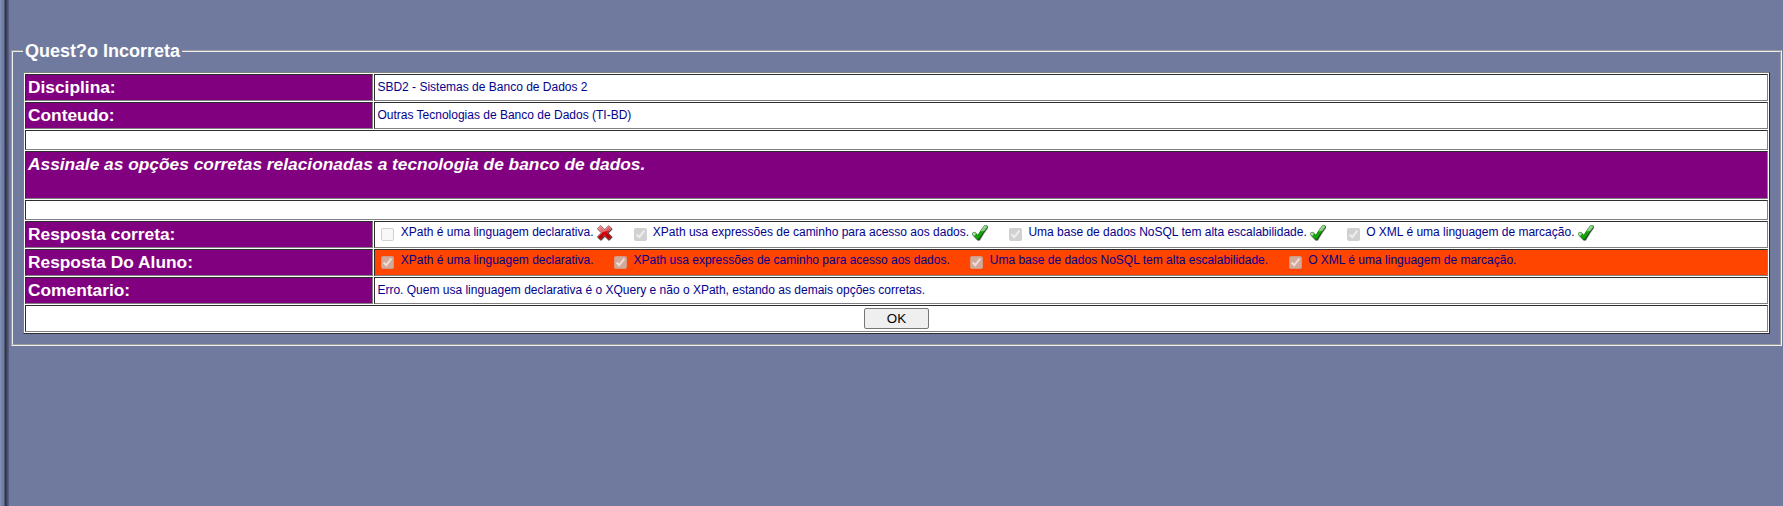 Quest?o Incorreta
Disciplina: SBD2 - Sistemas de Banco de Dados 2
Conteudo: Outras Tecnologias de Banco de Dados (TI-BD)
Assinale as opções corretas relacionadas a tecnologia de banco de dados.
Resposta correta: XPath é uma linguagem declarativa. XPath usa expressões de caminho para acesso aos dados. Uma base de dados NoSQL tem alta escalabilidade. O XML é uma linguagem de marcação.
Resposta Do Aluno: XPath é uma linguagem declarativa. XPath usa expressões de caminho para acesso aos dados. Uma base de dados NoSQL tem alta escalabilidade. O XML é uma linguagem de marcação.
Comentario: Erro. Quem usa linguagem declarativa é o XQuery e não o XPath, estando as demais opções corretas.
OK